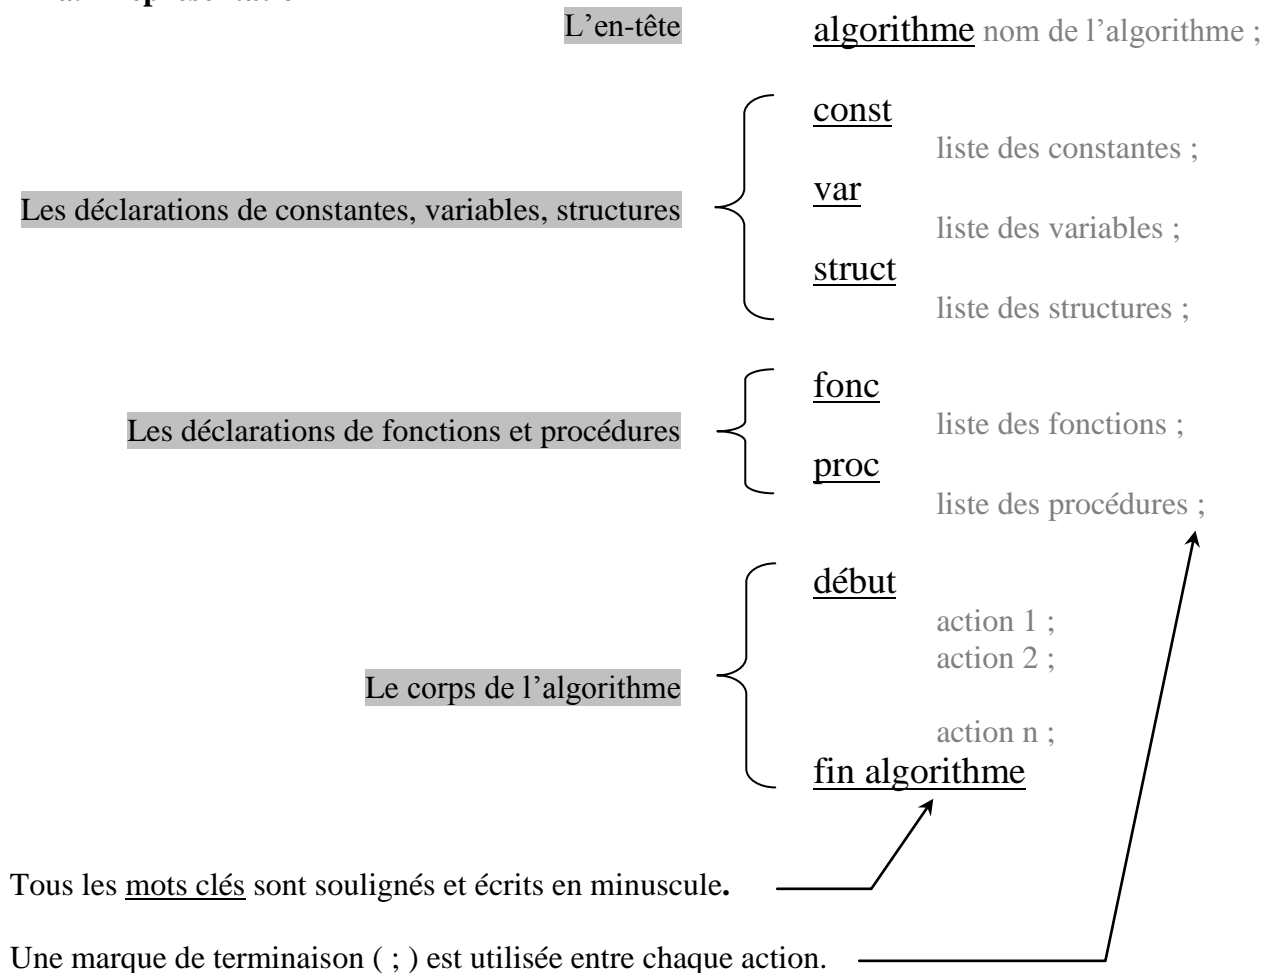 L’en-tête algorithme nom de l’algorithme ;
const
liste des constantes ;
Les déclarations de constantes, variables, structures
var
liste des variables ;
struct
liste des structures ;
fonc
Les déclarations de fonctions et procédures
liste des fonctions ;
proc
liste des procédures ;
début
action 1 ;
action 2 ;
Le corps de l’algorithme
action n ;
fin algorithme
Tous les mots clés sont soulignés et écrits en minuscule.
Une marque de terminaison ( ; ) est utilisée entre chaque action.